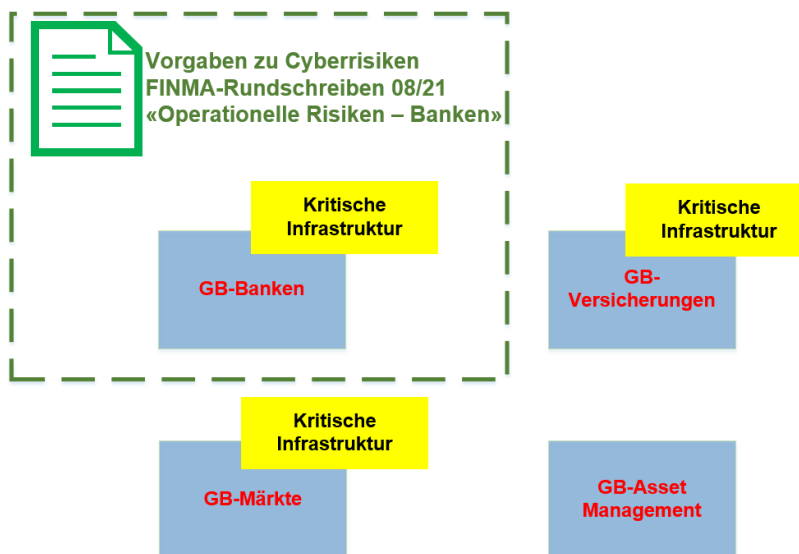 Vorgaben zu Cyberrisiken
FINMA-Rundschreiben 08/21
«Operationelle Risiken – Banken»
Kritische
Infrastruktur
GB-Banken
Kritische
Infrastruktur
GB-
Versicherungen
Kritische
Infrastruktur
GB-Märkte
GB-Asset
Management